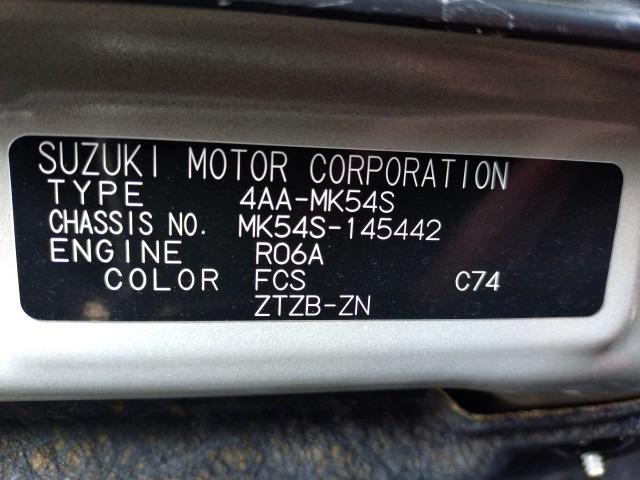 SUZUKI MOTOR CORPORATION
TYPE 4AA-MK54S
CHASSIS NO. MK54S-145442
ENGINE R06A
COLOR FCS C74
ZTZB-ZN